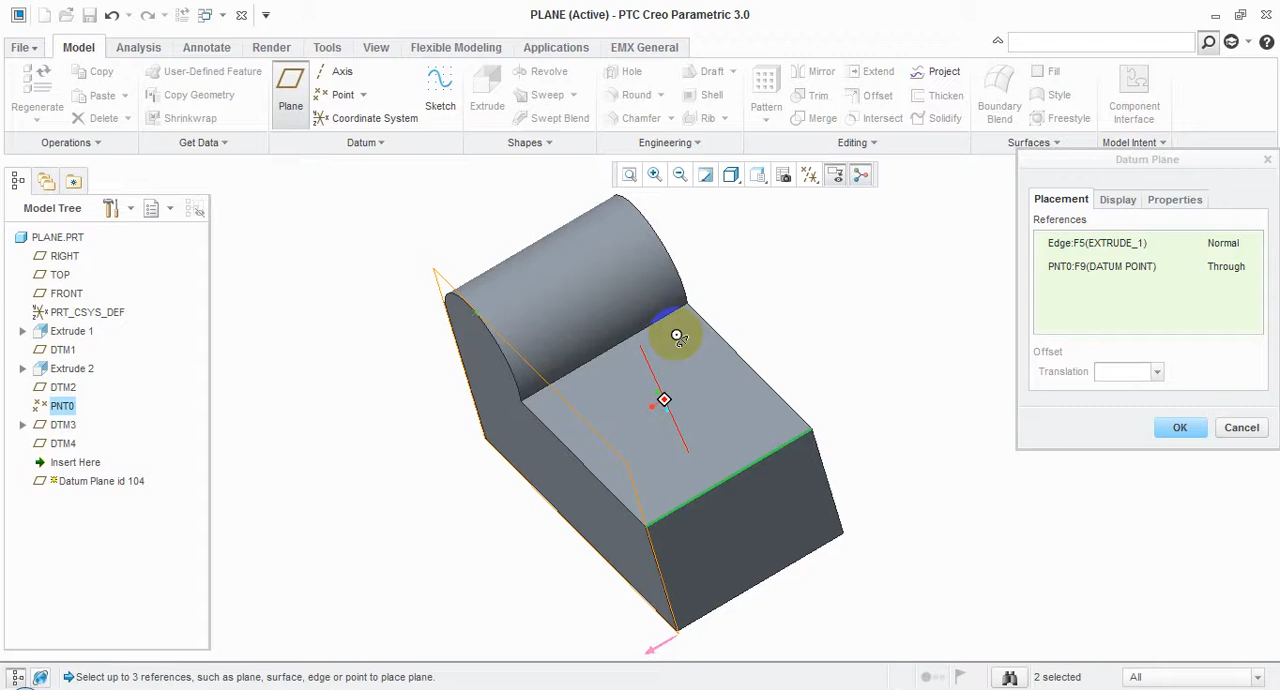 PLANE (Active) - PTC Creo Parametric 3.0
File Model Analysis Annotate Render Tools View Flexible Modeling Applications EMX General
Regenerate Copy Paste Delete User-Defined Feature Copy Geometry Shrinkwrap Plane Axis Point Coordinate System Sketch Extrude Revolve Sweep Swept Blend Hole Round Chamfer Draft Shell Rib Pattern Mirror Trim Merge Extend Offset Intersect Project Thicken Solidify Boundary Blend Fill Style Freestyle Component Interface
Operations Get Data Datum Shapes Engineering Editing Surfaces Model Intent
Model Tree
PLANE.PRT
RIGHT
TOP
FRONT
PRT_CSYS_DEF
Extrude 1
DTM1
Extrude 2
DTM2
PNT0
DTM3
DTM4
Insert Here
Datum Plane id 104
Datum Plane
Placement Display Properties
References
Edge:F5(EXTRUDE_1) Normal
PNT0:F9(DATUM POINT) Through
Offset
Translation
OK Cancel
Select up to 3 references, such as plane, surface, edge or point to place plane.
2 selected
All